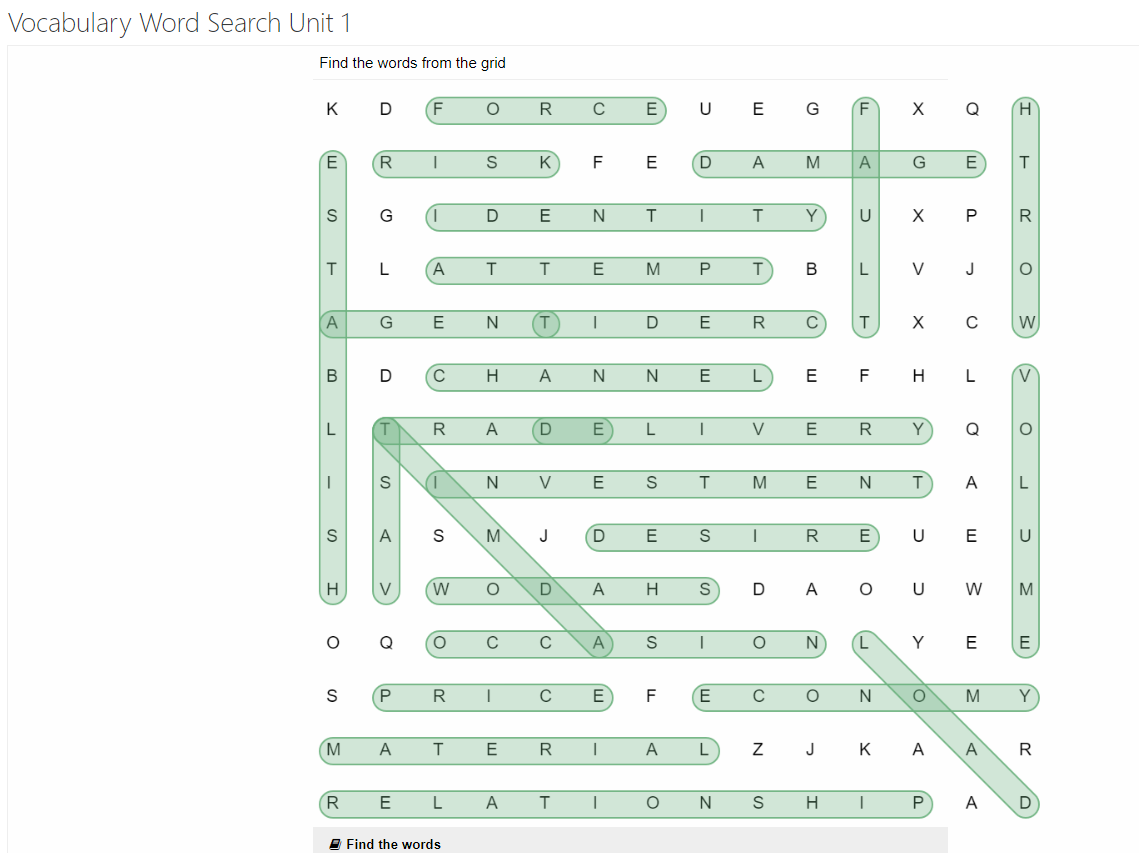 Vocabulary Word Search Unit 1
Find the words from the grid
K D F O R C E U E G F X Q H
E R I S K F E D A M A G E T
S G I D E N T I T Y U X P R
T L A T T E M P T B L V J O
A G E N T I D E R C T X C W
B D C H A N N E L E F H L V
L T R A D E L I V E R Y Q O
I S I N V E S T M E N T A L
S A S M J D E S I R E U E U
H V W O D A H S D A O U W M
O Q O C C A S I O N L Y E E
S P R I C E F E C O N O M Y
M A T E R I A L Z J K A A R
R E L A T I O N S H I P A D
Find the words